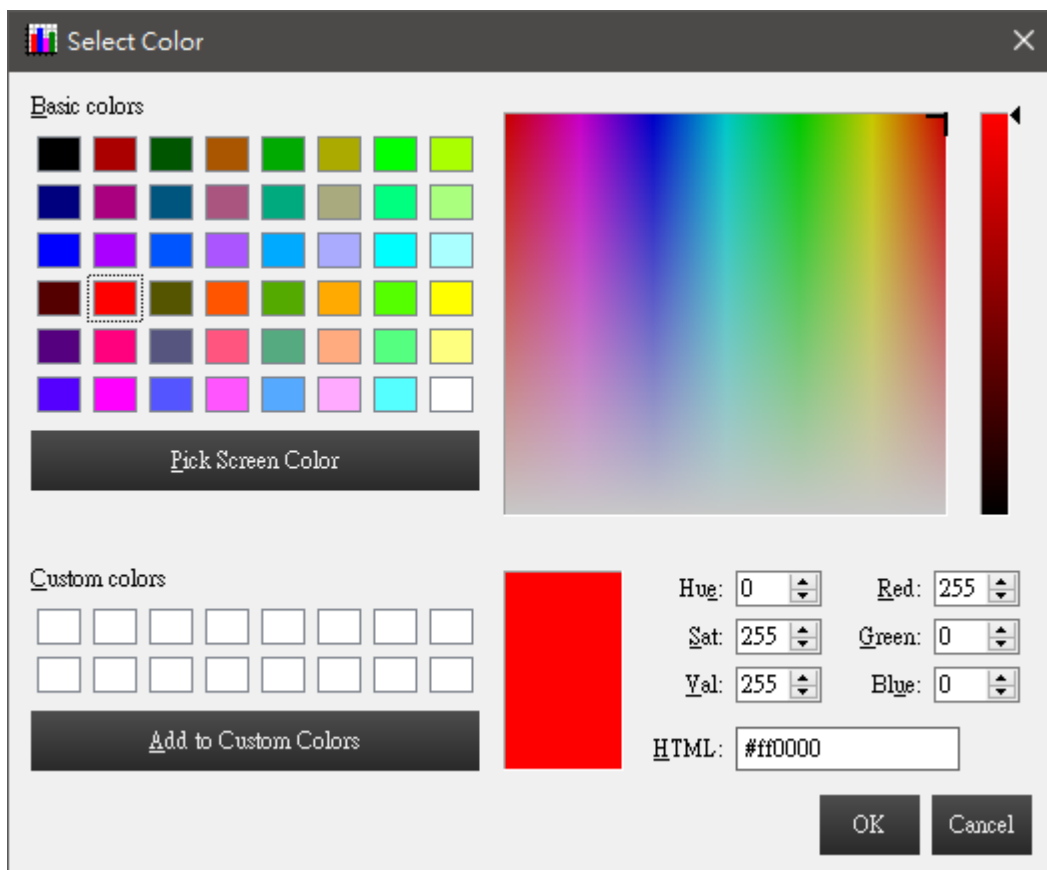 Select Color
Basic colors
Pick Screen Color
Custom colors
Add to Custom Colors
Hue: 0 Red: 255
Sat: 255 Green: 0
Val: 255 Blue: 0
HTML: #ff0000
OK Cancel